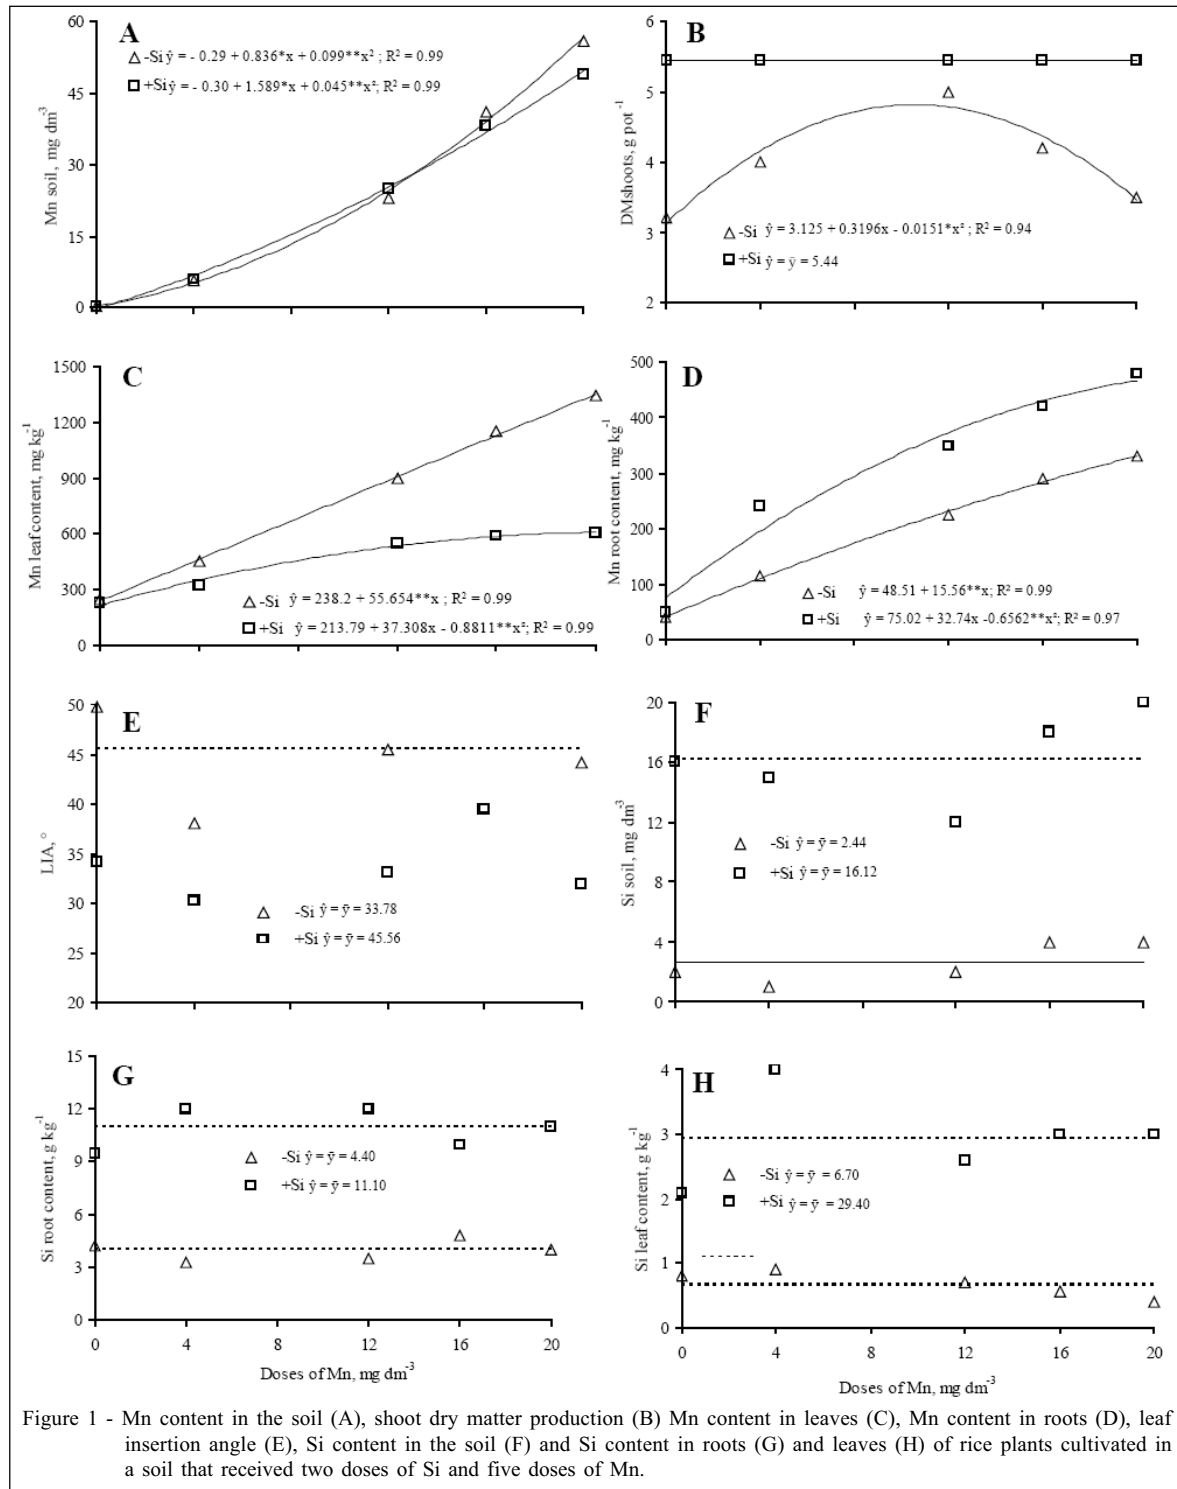 A
60
45
30
15
0
Mn soil, mg dm-3
-Si ŷ = - 0.29 + 0.836*x + 0.099**x² ; R² = 0.99
+Si ŷ = - 0.30 + 1.589*x + 0.045**x²; R² = 0.99
B
6
5
4
3
2
DMshoots, g pot -1
-Si ŷ = 3.125 + 0.3196x - 0.0151*x² ; R² = 0.94
+Si ŷ = ȳ = 5.44
C
1500
1200
900
600
300
0
Mn leaf content, mg kg-1
-Si ŷ = 238.2 + 55.654**x ; R² = 0.99
+Si ŷ = 213.79 + 37.308x - 0.8811**x²; R² = 0.99
D
500
400
300
200
100
0
Mn root content, mg kg-1
-Si ŷ = 48.51 + 15.56**x; R² = 0.99
+Si ŷ = 75.02 + 32.74x -0.6562**x²; R² = 0.97
E
50
45
40
35
30
25
20
LIA, °
-Si ŷ = ȳ = 33.78
+Si ŷ = ȳ = 45.56
F
20
16
12
8
4
0
Si soil, mg dm-3
-Si ŷ = ȳ = 2.44
+Si ŷ = ȳ = 16.12
G
15
12
9
6
3
0
Si root content, g kg-1
-Si ŷ = ȳ = 4.40
+Si ŷ = ȳ = 11.10
0 4 12 16 20
Doses of Mn, mg dm-3
H
4
3
2
1
0
Si leaf content, g kg-1
-Si ŷ = ȳ = 6.70
+Si ŷ = ȳ = 29.40
0 4 12 16 20
Doses of Mn, mg dm-3
Figure 1 - Mn content in the soil (A), shoot dry matter production (B) Mn content in leaves (C), Mn content in roots (D), leaf
insertion angle (E), Si content in the soil (F) and Si content in roots (G) and leaves (H) of rice plants cultivated in
a soil that received two doses of Si and five doses of Mn.